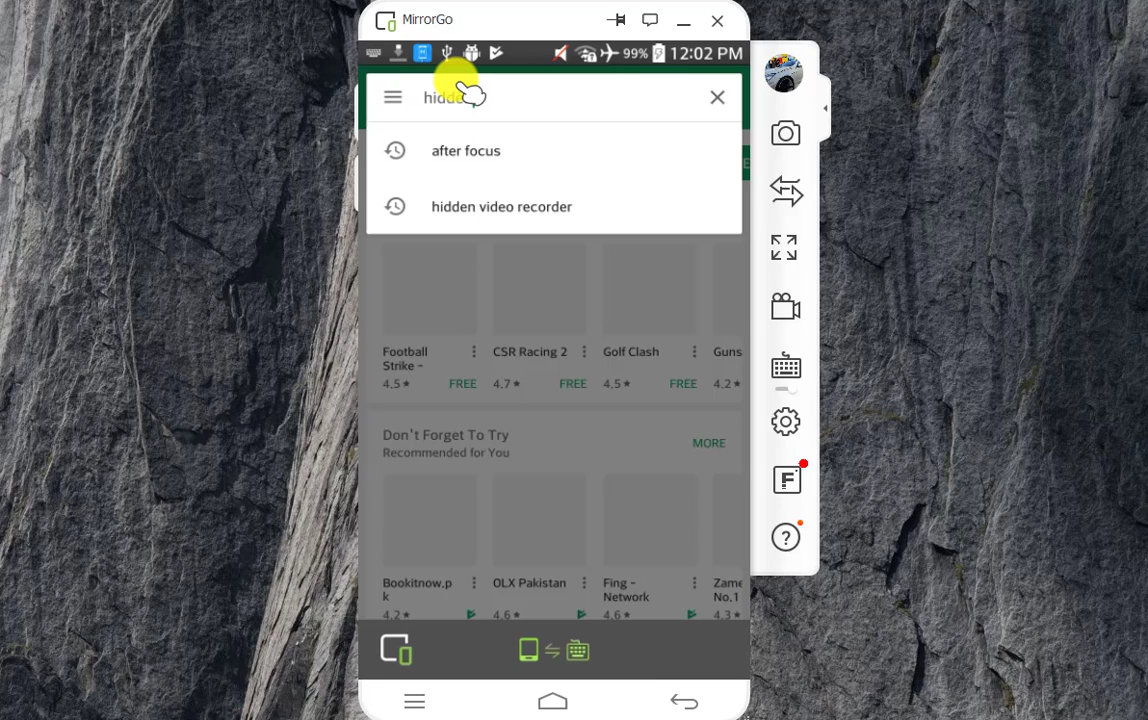 MirrorGo
99% 12:02 PM
after focus
hidden video recorder
Football Strike -
CSR Racing 2
Golf Clash
Guns
4.5★ FREE
4.7★ FREE
4.5★ FREE
4.2★
Don't Forget To Try
Recommended for You
MORE
Bookitnow.p
k
OLX Pakistan
Fing -
Network
Zame
No.1
4.2★
4.6★
4.6★
4.3★
F
?